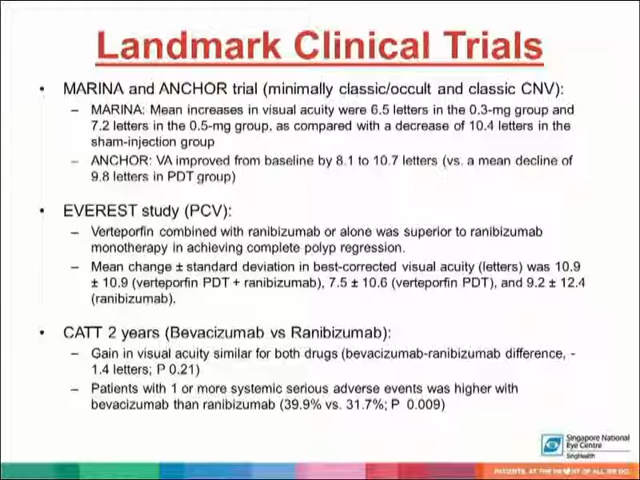 Landmark Clinical Trials
• MARINA and ANCHOR trial (minimally classic/occult and classic CNV):
– MARINA: Mean increases in visual acuity were 6.5 letters in the 0.3-mg group and
7.2 letters in the 0.5-mg group, as compared with a decrease of 10.4 letters in the
sham-injection group
– ANCHOR: VA improved from baseline by 8.1 to 10.7 letters (vs. a mean decline of
9.8 letters in PDT group)
• EVEREST study (PCV):
– Verteporfin combined with ranibizumab or alone was superior to ranibizumab
monotherapy in achieving complete polyp regression.
– Mean change ± standard deviation in best-corrected visual acuity (letters) was 10.9
± 10.9 (verteporfin PDT + ranibizumab), 7.5 ± 10.6 (verteporfin PDT), and 9.2 ± 12.4
(ranibizumab).
• CATT 2 years (Bevacizumab vs Ranibizumab):
– Gain in visual acuity similar for both drugs (bevacizumab-ranibizumab difference, -
1.4 letters; P 0.21)
– Patients with 1 or more systemic serious adverse events was higher with
bevacizumab than ranibizumab (39.9% vs. 31.7%; P 0.009)
Singapore National
Eye Centre
SingHealth
PATIENTS. AT THE HE♥RT OF ALL WE DO.